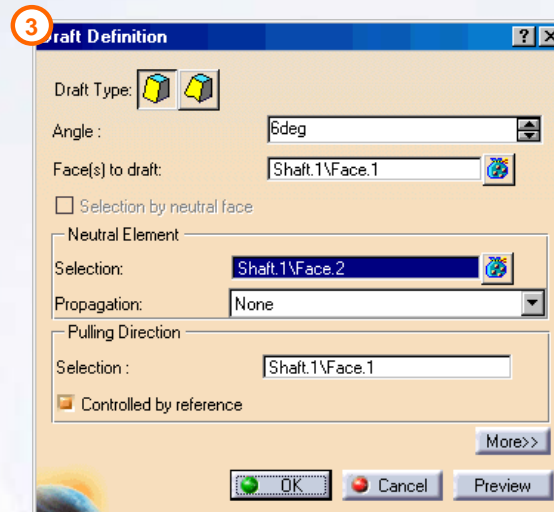 3
raft Definition
Draft Type:
Angle : 6deg
Face(s) to draft: Shaft.1\Face.1
Selection by neutral face
Neutral Element
Selection: Shaft.1\Face.2
Propagation: None
Pulling Direction
Selection : Shaft.1\Face.1
Controlled by reference
More>>
OK Cancel Preview